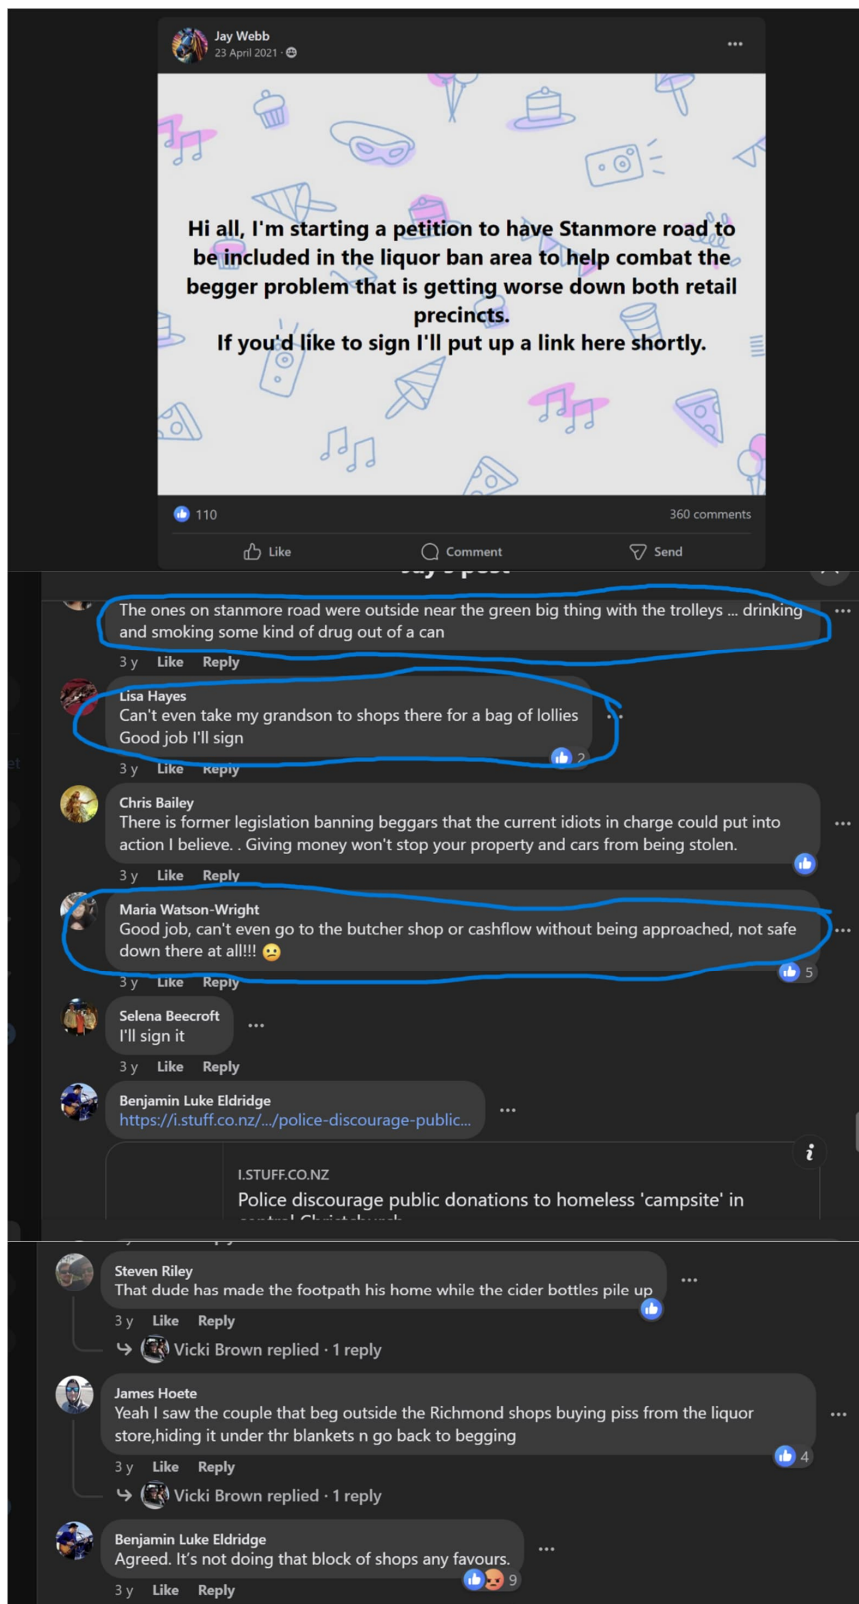 Jay Webb
23 April 2021 ·
Hi all, I'm starting a petition to have Stanmore road to
be included in the liquor ban area to help combat the
begger problem that is getting worse down both retail
precincts.
If you'd like to sign I'll put up a link here shortly.
110
360 comments
Like
Comment
Send
Jay's post
The ones on stanmore road were outside near the green big thing with the trolleys ... drinking
and smoking some kind of drug out of a can
3 y Like Reply
Lisa Hayes
Can't even take my grandson to shops there for a bag of lollies
Good job I'll sign
2
3 y Like Reply
Chris Bailey
There is former legislation banning beggars that the current idiots in charge could put into
action I believe. . Giving money won't stop your property and cars from being stolen.
3 y Like Reply
Maria Watson-Wright
Good job, can't even go to the butcher shop or cashflow without being approached, not safe
down there at all!!! 😕
5
3 y Like Reply
Selena Beecroft
I'll sign it
3 y Like Reply
Benjamin Luke Eldridge
https://i.stuff.co.nz/.../police-discourage-public...
I.STUFF.CO.NZ
Police discourage public donations to homeless 'campsite' in
central Christchurch
Steven Riley
That dude has made the footpath his home while the cider bottles pile up
3 y Like Reply
Vicki Brown replied · 1 reply
James Hoete
Yeah I saw the couple that beg outside the Richmond shops buying piss from the liquor
store,hiding it under thr blankets n go back to begging
4
3 y Like Reply
Vicki Brown replied · 1 reply
Benjamin Luke Eldridge
Agreed. It's not doing that block of shops any favours.
9
3 y Like Reply